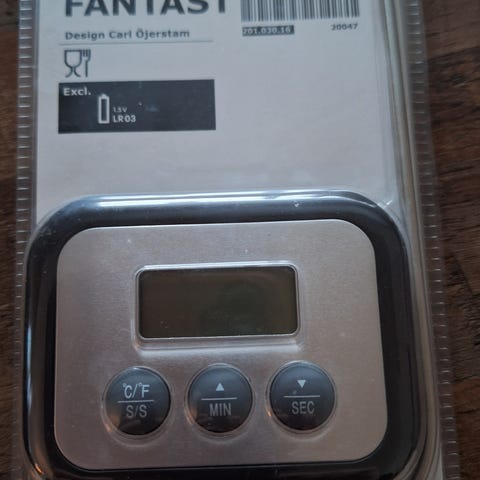 FANTAST
Design Carl Öjerstam
201.030.16
20047
Excl.
1.5V
LR03
°C/°F
S/S
▲
MIN
▼
SEC